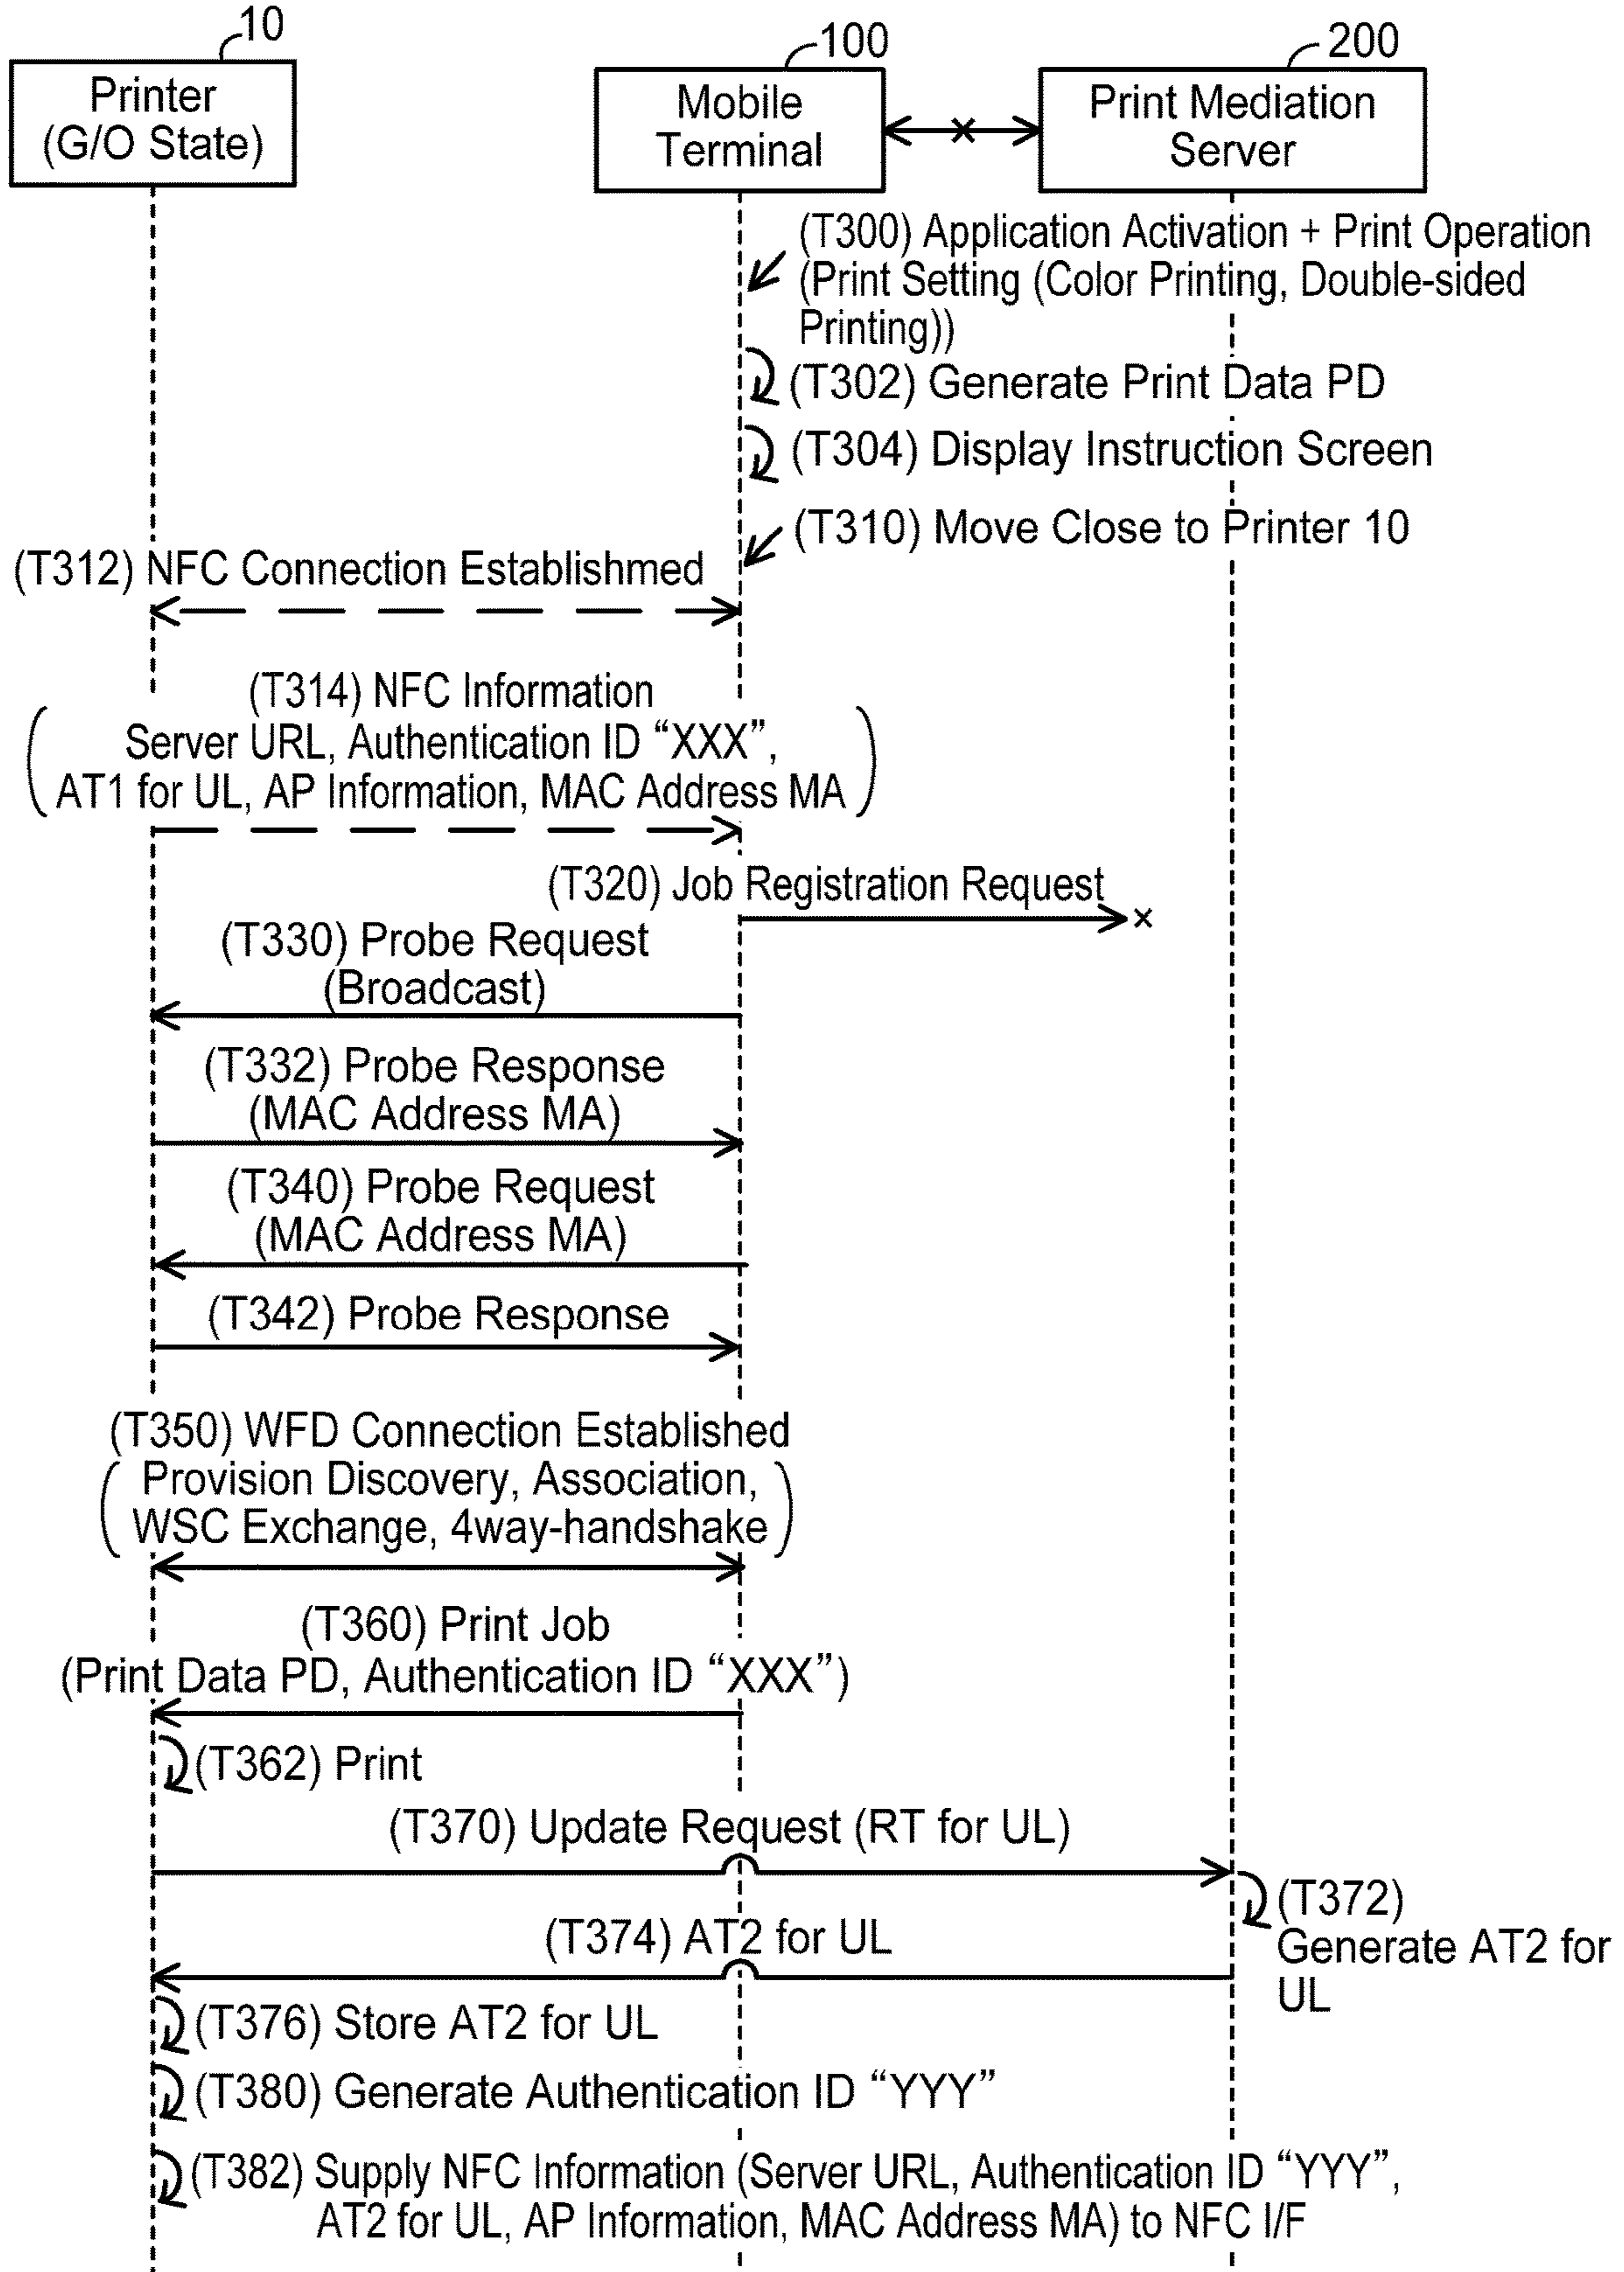 10
100
200
Printer
(G/O State)
Mobile
Terminal
Print Mediation
Server
(T300) Application Activation + Print Operation
(Print Setting (Color Printing, Double-sided
Printing))
(T302) Generate Print Data PD
(T304) Display Instruction Screen
(T310) Move Close to Printer 10
(T312) NFC Connection Establishmed
(T314) NFC Information
Server URL, Authentication ID “XXX”,
AT1 for UL, AP Information, MAC Address MA
(T320) Job Registration Request
(T330) Probe Request
(Broadcast)
(T332) Probe Response
(MAC Address MA)
(T340) Probe Request
(MAC Address MA)
(T342) Probe Response
(T350) WFD Connection Established
Provision Discovery, Association,
WSC Exchange, 4way-handshake
(T360) Print Job
(Print Data PD, Authentication ID “XXX”)
(T362) Print
(T370) Update Request (RT for UL)
(T372)
Generate AT2 for
UL
(T374) AT2 for UL
(T376) Store AT2 for UL
(T380) Generate Authentication ID “YYY”
(T382) Supply NFC Information (Server URL, Authentication ID “YYY”,
AT2 for UL, AP Information, MAC Address MA) to NFC I/F